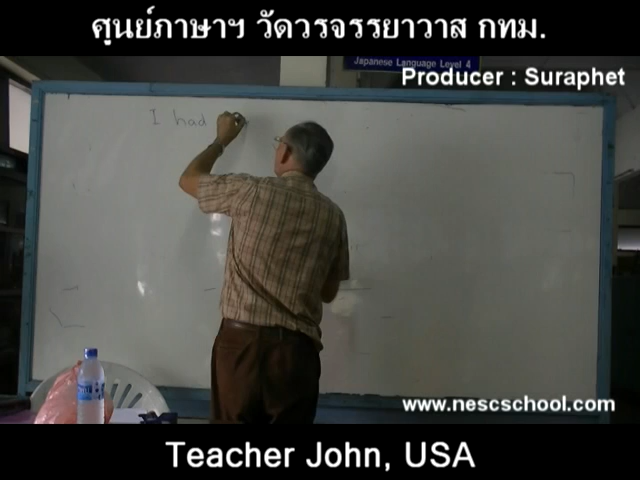 ศูนย์ภาษาฯ วัดวรจรรยาวาส กทม.
Japanese Language Level 4
Producer : Suraphet
I had
www.nescschool.com
Teacher John, USA